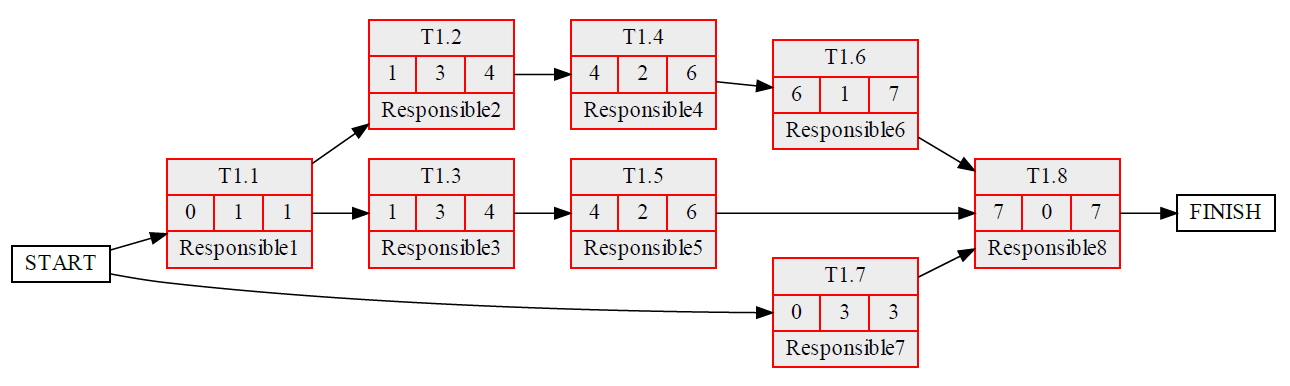 START
T1.1
0 1 1
Responsible1
T1.2
1 3 4
Responsible2
T1.3
1 3 4
Responsible3
T1.4
4 2 6
Responsible4
T1.5
4 2 6
Responsible5
T1.6
6 1 7
Responsible6
T1.7
0 3 3
Responsible7
T1.8
7 0 7
Responsible8
FINISH